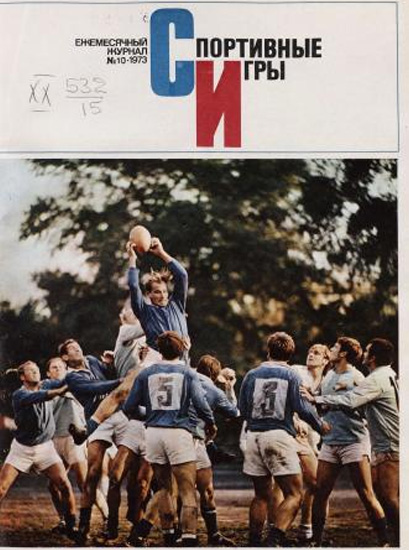 ЕЖЕМЕСЯЧНЫЙ
ЖУРНАЛ
№10·1973
СПОРТИВНЫЕ
ИГРЫ
XX 532
15
5
3